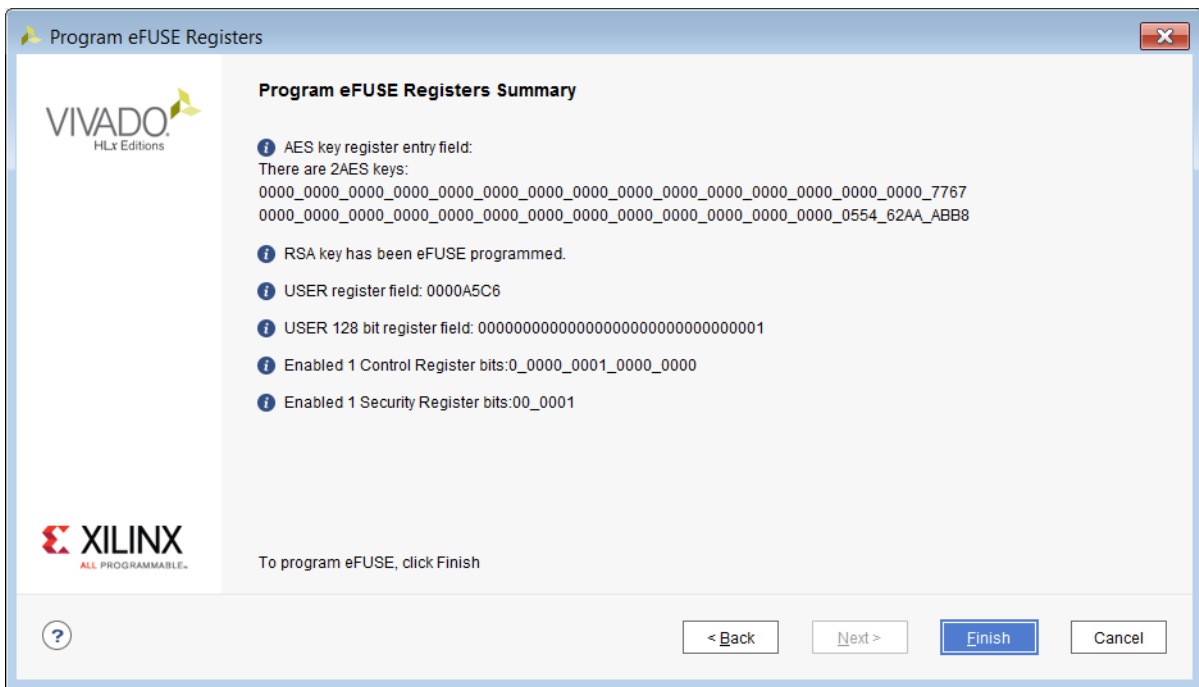 Program eFUSE Registers
VIVADO.
HLx Editions
Program eFUSE Registers Summary
AES key register entry field:
There are 2AES keys:
0000_0000_0000_0000_0000_0000_0000_0000_0000_0000_0000_0000_0000_0000_0000_7767
0000_0000_0000_0000_0000_0000_0000_0000_0000_0000_0000_0000_0000_0554_62AA_ABB8
RSA key has been eFUSE programmed.
USER register field: 0000A5C6
USER 128 bit register field: 00000000000000000000000000000001
Enabled 1 Control Register bits:0_0000_0001_0000_0000
Enabled 1 Security Register bits:00_0001
XILINX
ALL PROGRAMMABLE.
To program eFUSE, click Finish
?
< Back
Next >
Finish
Cancel